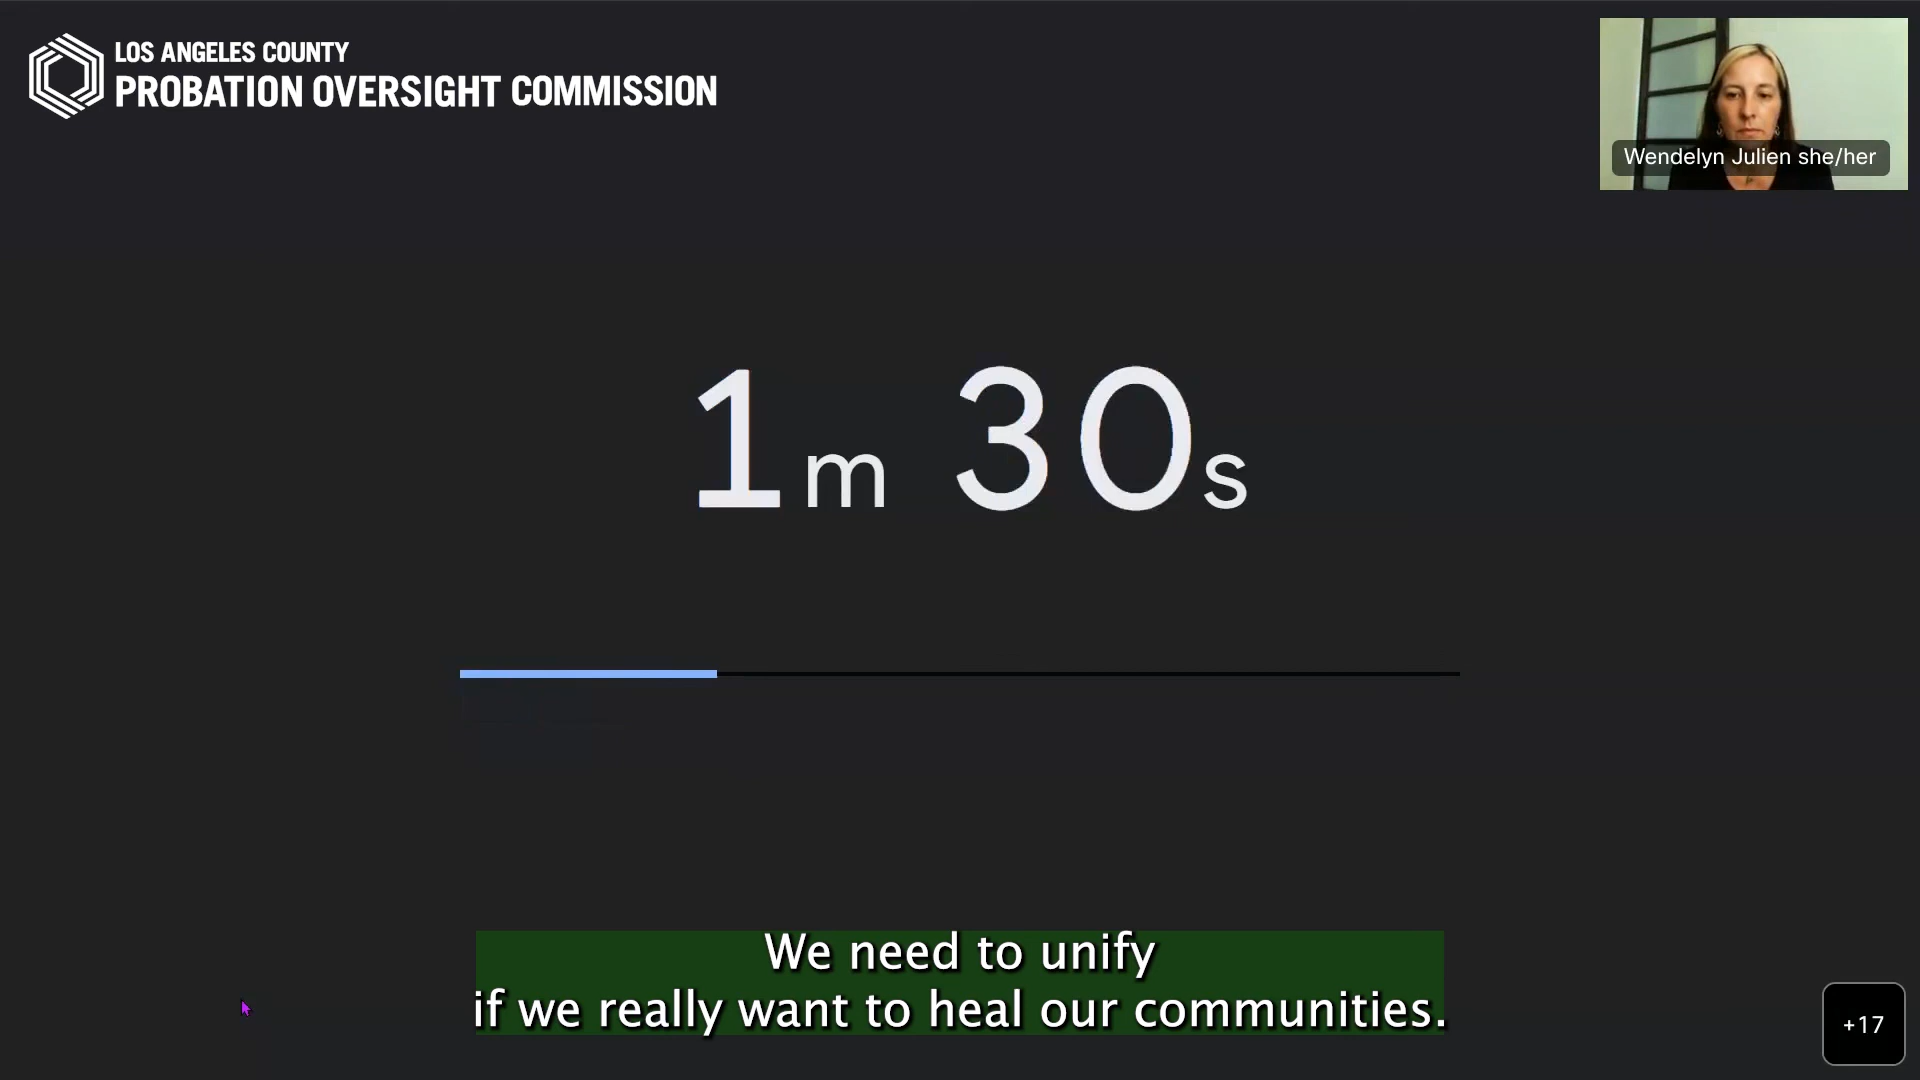 LOS ANGELES COUNTY
PROBATION OVERSIGHT COMMISSION
Wendelyn Julien she/her
1m 30s
We need to unify
if we really want to heal our communities.
+17